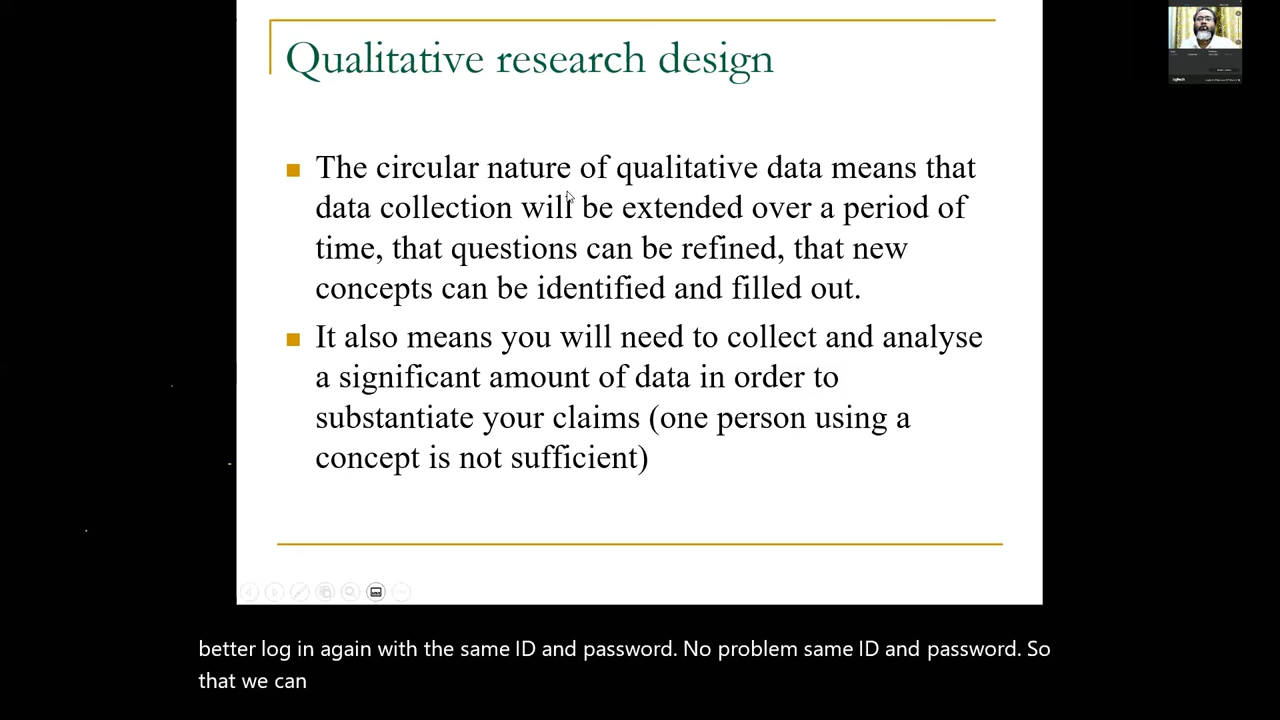 Qualitative research design
The circular nature of qualitative data means that
data collection will be extended over a period of
time, that questions can be refined, that new
concepts can be identified and filled out.
It also means you will need to collect and analyse
a significant amount of data in order to
substantiate your claims (one person using a
concept is not sufficient)
better log in again with the same ID and password. No problem same ID and password. So
that we can